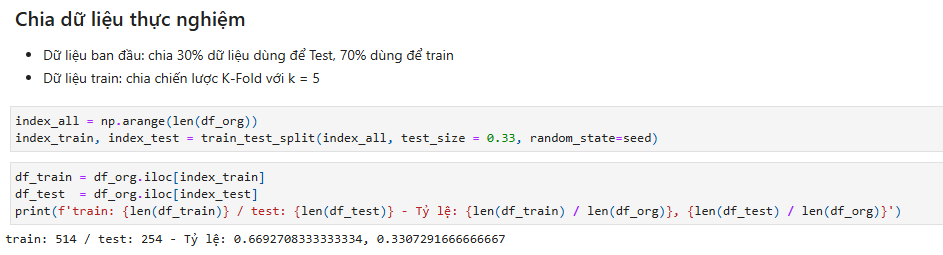 Chia dữ liệu thực nghiệm
• Dữ liệu ban đầu: chia 30% dữ liệu dùng để Test, 70% dùng để train
• Dữ liệu train: chia chiến lược K-Fold với k = 5
index_all = np.arange(len(df_org))
index_train, index_test = train_test_split(index_all, test_size = 0.33, random_state=seed)
df_train = df_org.iloc[index_train]
df_test  = df_org.iloc[index_test]
print(f'train: {len(df_train)} / test: {len(df_test)} - Tỷ lệ: {len(df_train) / len(df_org)}, {len(df_test) / len(df_org)}')
train: 514 / test: 254 - Tỷ lệ: 0.6692708333333334, 0.3307291666666667